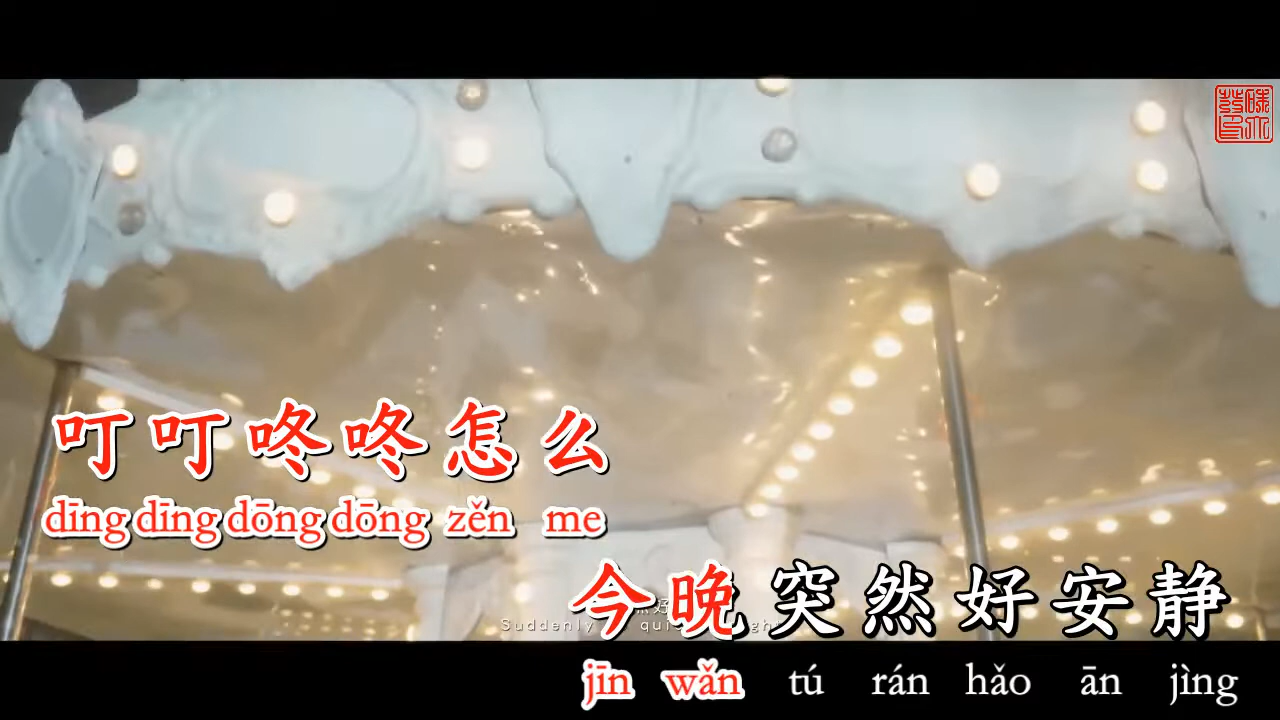 叮叮咚咚怎么
dīng dīng dōng dōng zěn me
今晚突然好安静
Suddenly
jīn wǎn tú rán hǎo ān jìng